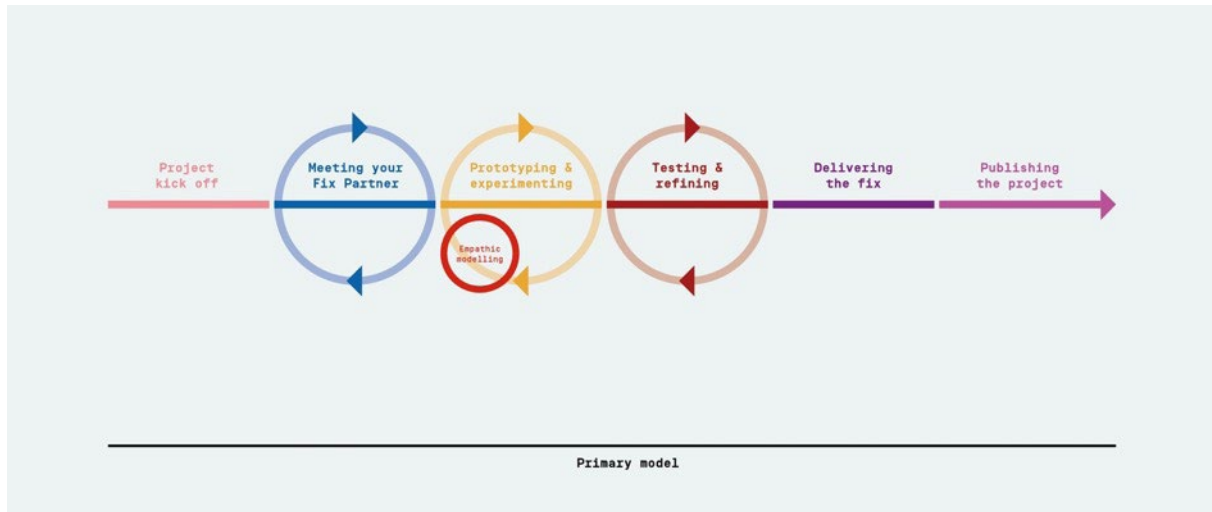 Project
kick off
Meeting your
Fix Partner
Prototyping &
experimenting
Testing &
refining
Delivering
the fix
Publishing
the project
Empathic
modelling
Primary model